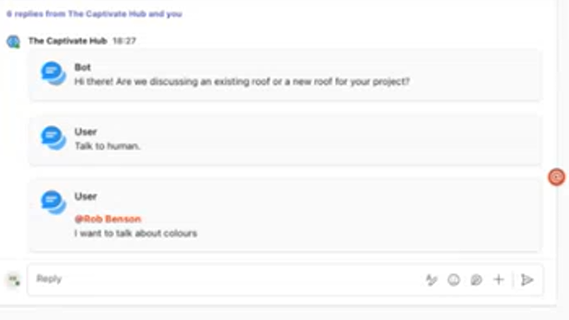 6 replies from The Captivate Hub and you
The Captivate Hub 18:27
Bot
Hi there! Are we discussing an existing roof or a new roof for your project?
User
Talk to human.
User
@Rob Benson
I want to talk about colours
Reply